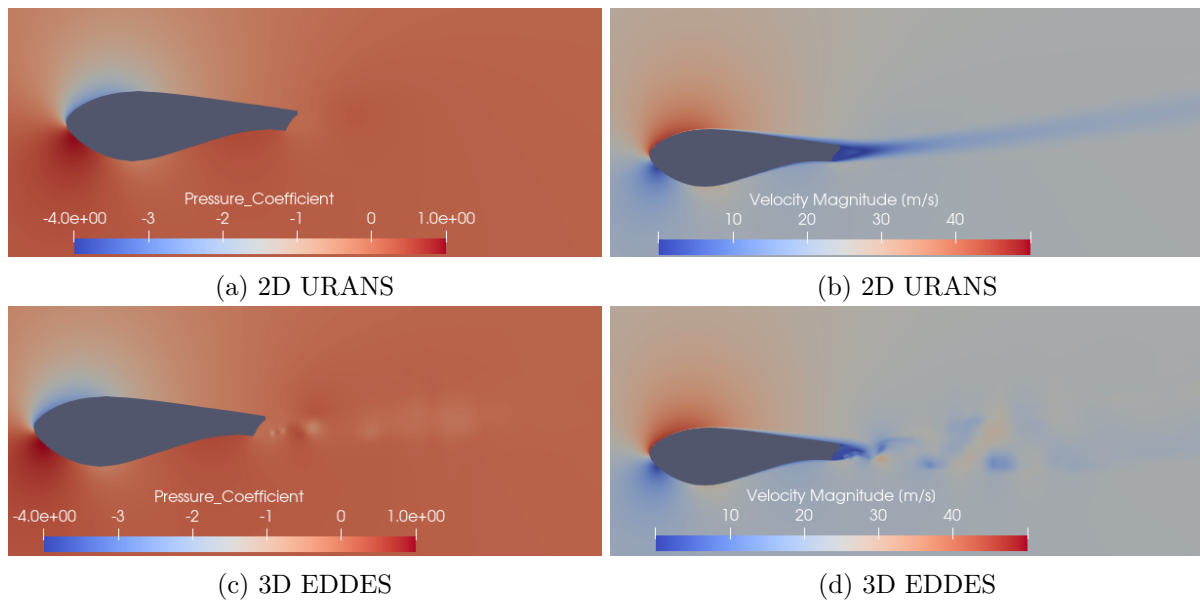 Pressure_Coefficient
-4.0e+00 -3 -2 -1 0 1.0e+00
Velocity Magnitude [m/s]
10 20 30 40
(a) 2D URANS
(b) 2D URANS
Pressure_Coefficient
-4.0e+00 -3 -2 -1 0 1.0e+00
Velocity Magnitude [m/s]
10 20 30 40
(c) 3D EDDES
(d) 3D EDDES